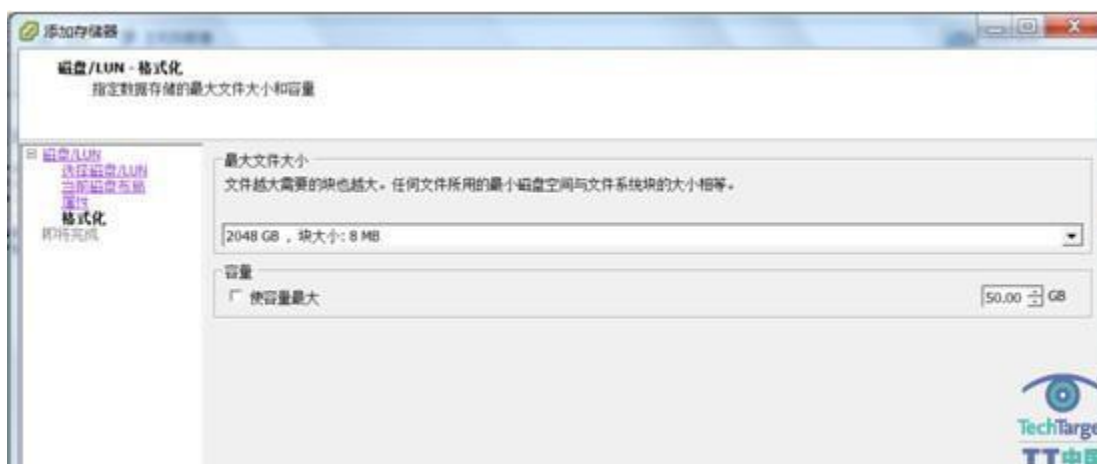 添加存储器
磁盘/LUN - 格式化
指定数据存储的最大文件大小和容量
磁盘/LUN
选择磁盘/LUN
当前磁盘布局
属性
格式化
即将完成
最大文件大小
文件越大需要的块也越大。任何文件所用的最小磁盘空间与文件系统块的大小相等。
2048 GB ，块大小: 8 MB
容量
使容量最大
50.00 GB
TechTarge
TT中国